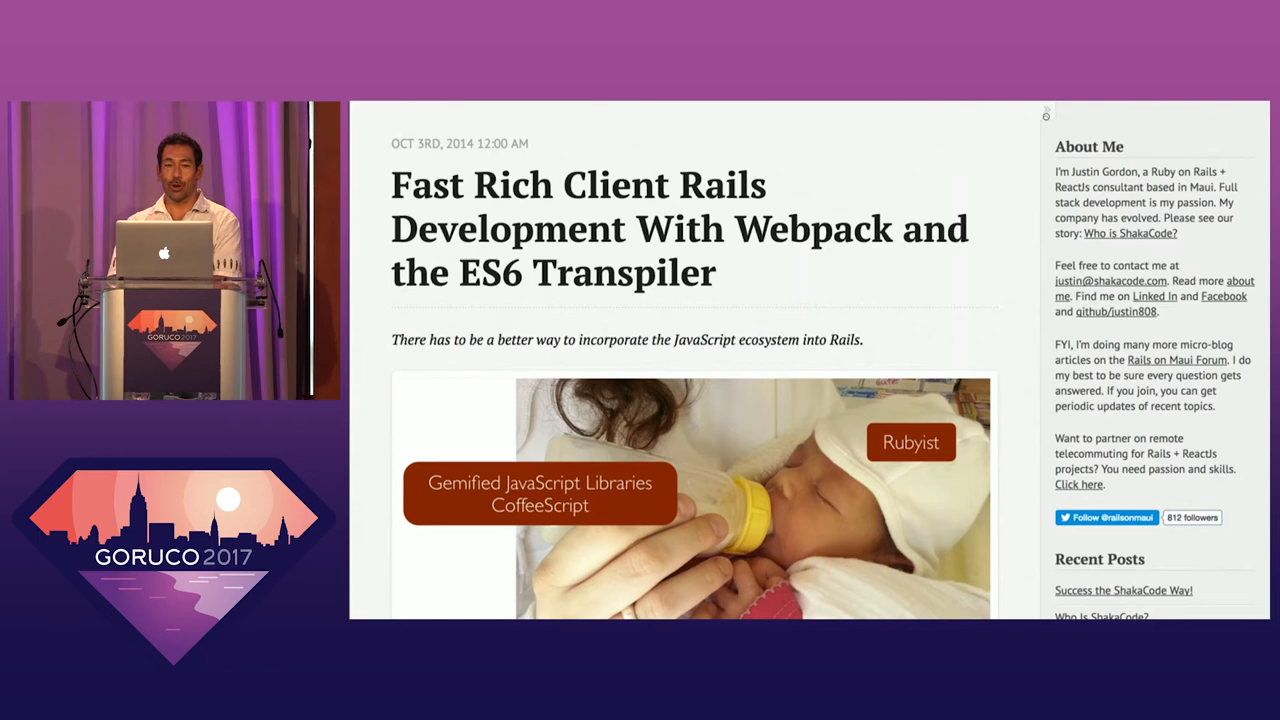 OCT 3RD, 2014 12:00 AM
Fast Rich Client Rails
Development With Webpack and
the ES6 Transpiler
There has to be a better way to incorporate the JavaScript ecosystem into Rails.
Rubyist
Gemified JavaScript Libraries
CoffeeScript
About Me
I'm Justin Gordon, a Ruby on Rails +
ReactJs consultant based in Maui. Full
stack development is my passion. My
company has evolved. Please see our
story: Who is ShakaCode?
Feel free to contact me at
justin@shakacode.com. Read more about
me. Find me on Linked In and Facebook
and github/justin808.
FYI, I'm doing many more micro-blog
articles on the Rails on Maui Forum. I do
my best to be sure every question gets
answered. If you join, you can get
periodic updates of recent topics.
Want to partner on remote
telecommuting for Rails + ReactJs
projects? You need passion and skills.
Click here.
Follow @railsonmaui 812 followers
Recent Posts
Success the ShakaCode Way!
Who Is ShakaCode?
GORUCO 2017
GORUCO 2017